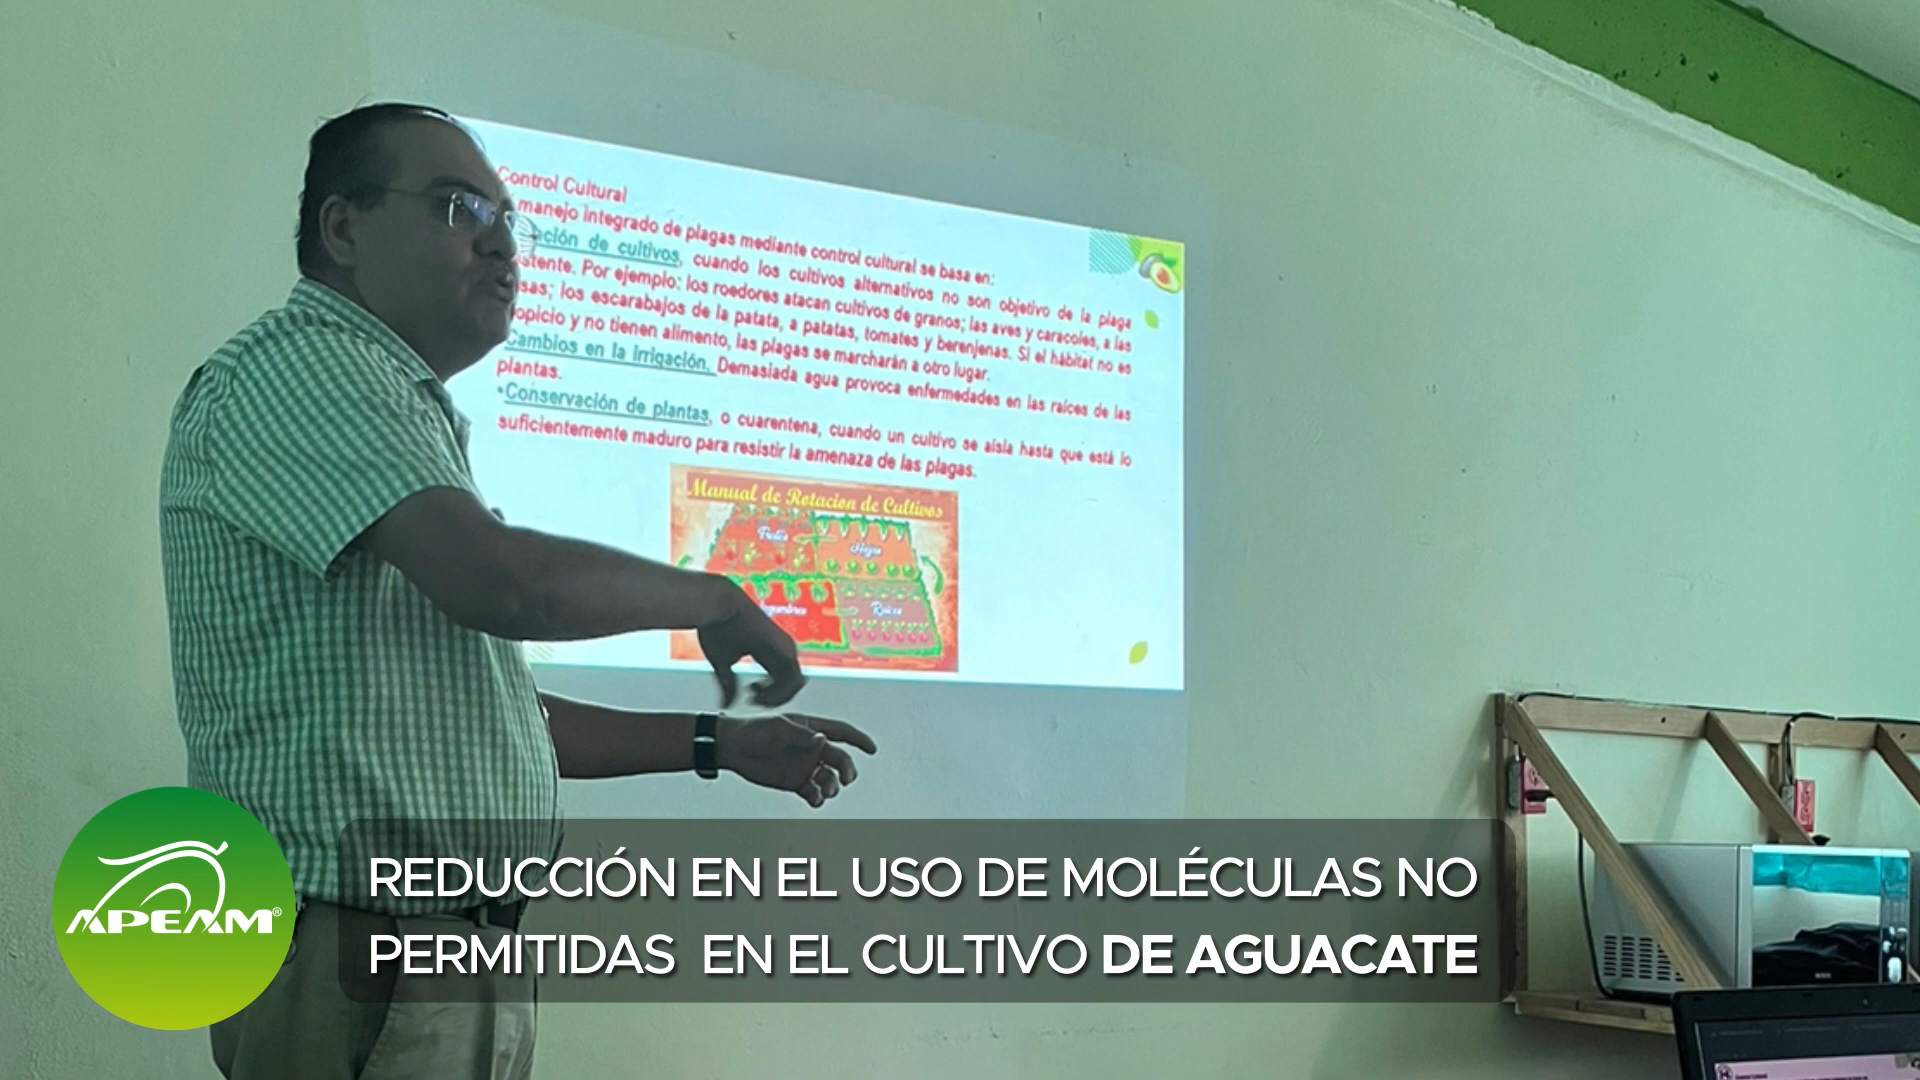 Control Cultural
manejo integrado de plagas mediante control cultural se basa en:
ción de cultivos, cuando los cultivos alternativos no son objetivo de la plaga
stente. Por ejemplo: los roedores atacan cultivos de granos; las aves y caracoles, a las
sas; los escarabajos de la patata, a patatas, tomates y berenjenas. Si el hábitat no es
opicio y no tienen alimento, las plagas se marcharán a otro lugar.
Cambios en la irrigación. Demasiada agua provoca enfermedades en las raíces de las
plantas.
•Conservación de plantas, o cuarentena, cuando un cultivo se aisla hasta que está lo
suficientemente maduro para resistir la amenaza de las plagas.
Manual de Rotacion de Cultivos
Frutos
Hojas
legumbres
Raices
APEAM®
REDUCCIÓN EN EL USO DE MOLÉCULAS NO
PERMITIDAS EN EL CULTIVO DE AGUACATE